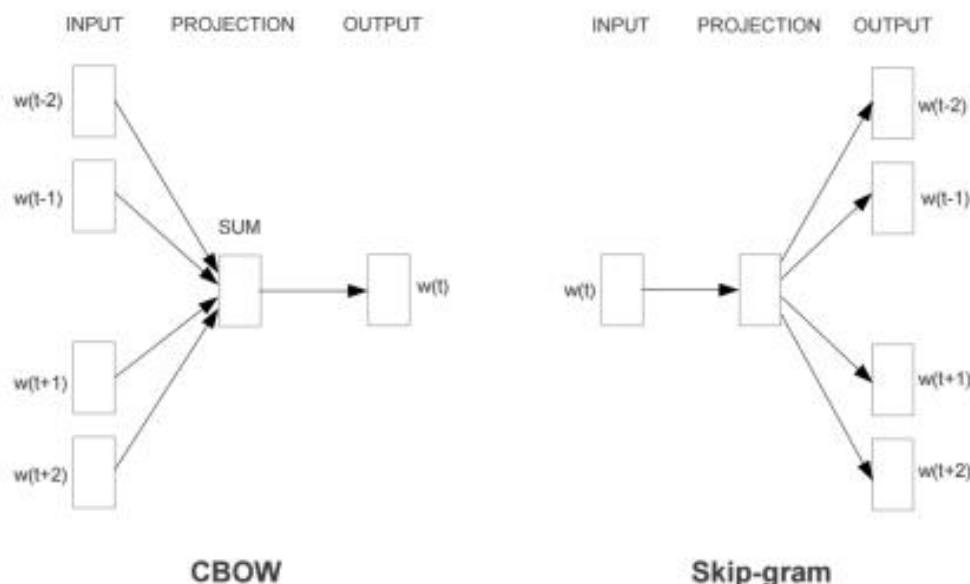 INPUT PROJECTION OUTPUT
w(t-2)
w(t-1)
SUM
w(t)
w(t+1)
w(t+2)
CBOW
INPUT PROJECTION OUTPUT
w(t-2)
w(t-1)
w(t)
w(t+1)
w(t+2)
Skip-gram